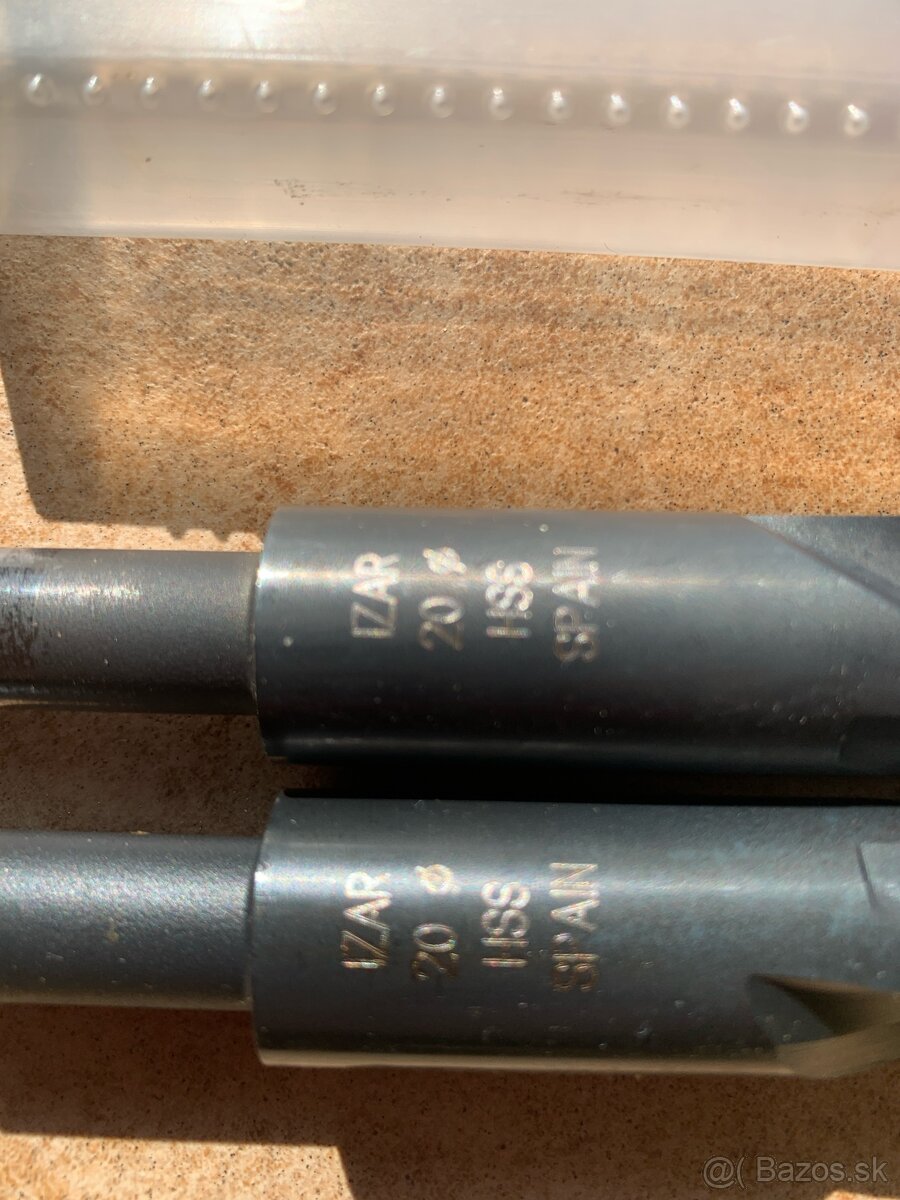 IZAR
20 ø
HSS
SPAIN
IZAR
20 ø
HSS
SPAIN
@( Bazos.sk